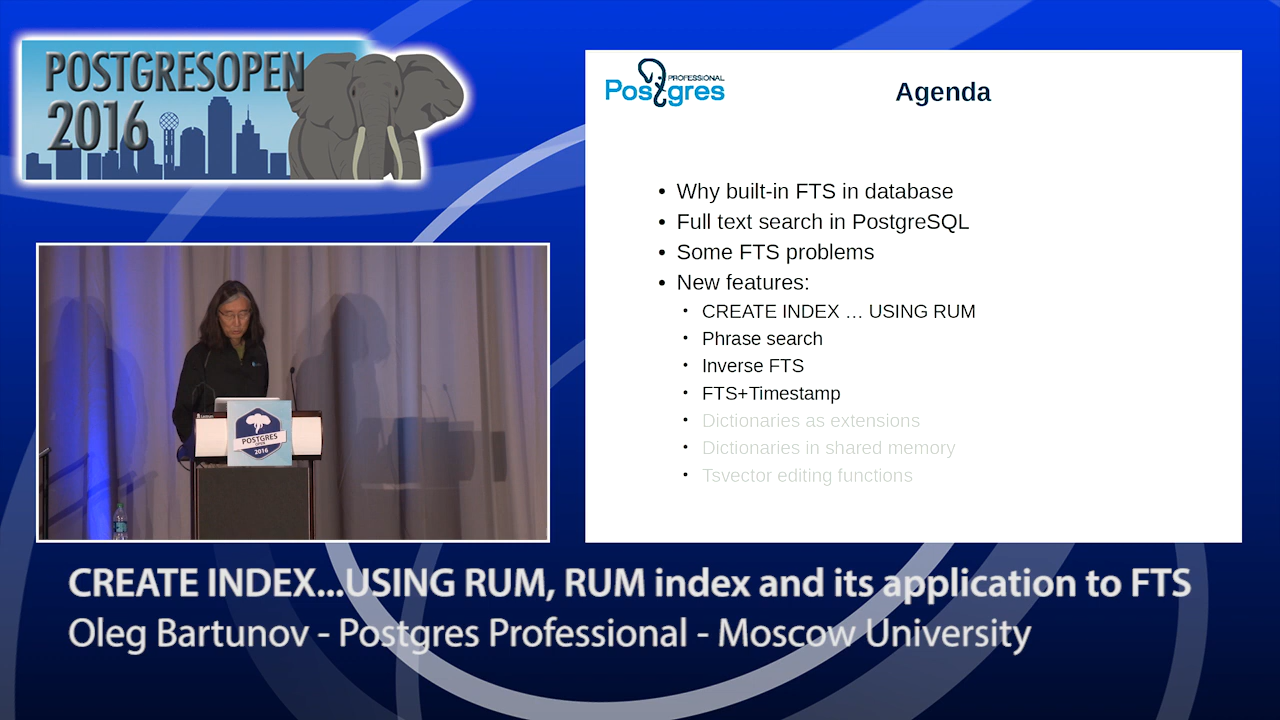 POSTGRESOPEN
2016
PROFESSIONAL
Postgres
Agenda
• Why built-in FTS in database
• Full text search in PostgreSQL
• Some FTS problems
• New features:
• CREATE INDEX … USING RUM
• Phrase search
• Inverse FTS
• FTS+Timestamp
• Dictionaries as extensions
• Dictionaries in shared memory
• Tsvector editing functions
POSTGRES
OPEN
2016
CREATE INDEX...USING RUM, RUM index and its application to FTS
Oleg Bartunov - Postgres Professional - Moscow University